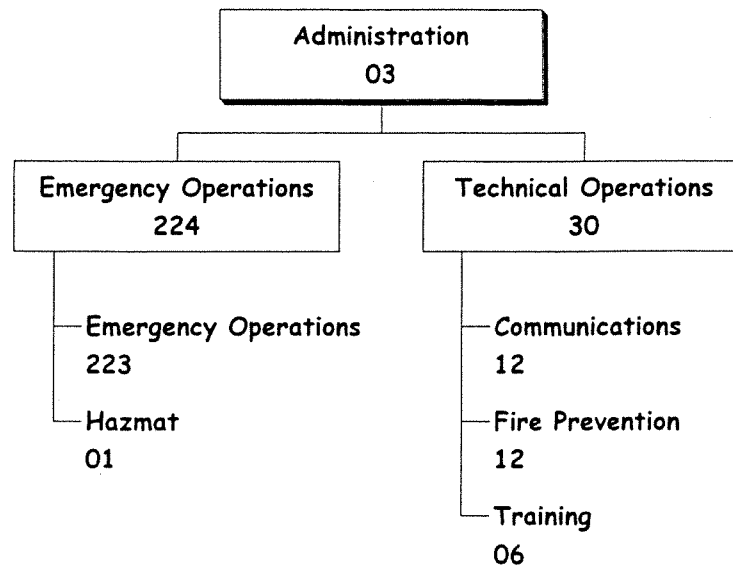 Administration
03
Emergency Operations
224
Technical Operations
30
Emergency Operations
223
Hazmat
01
Communications
12
Fire Prevention
12
Training
06